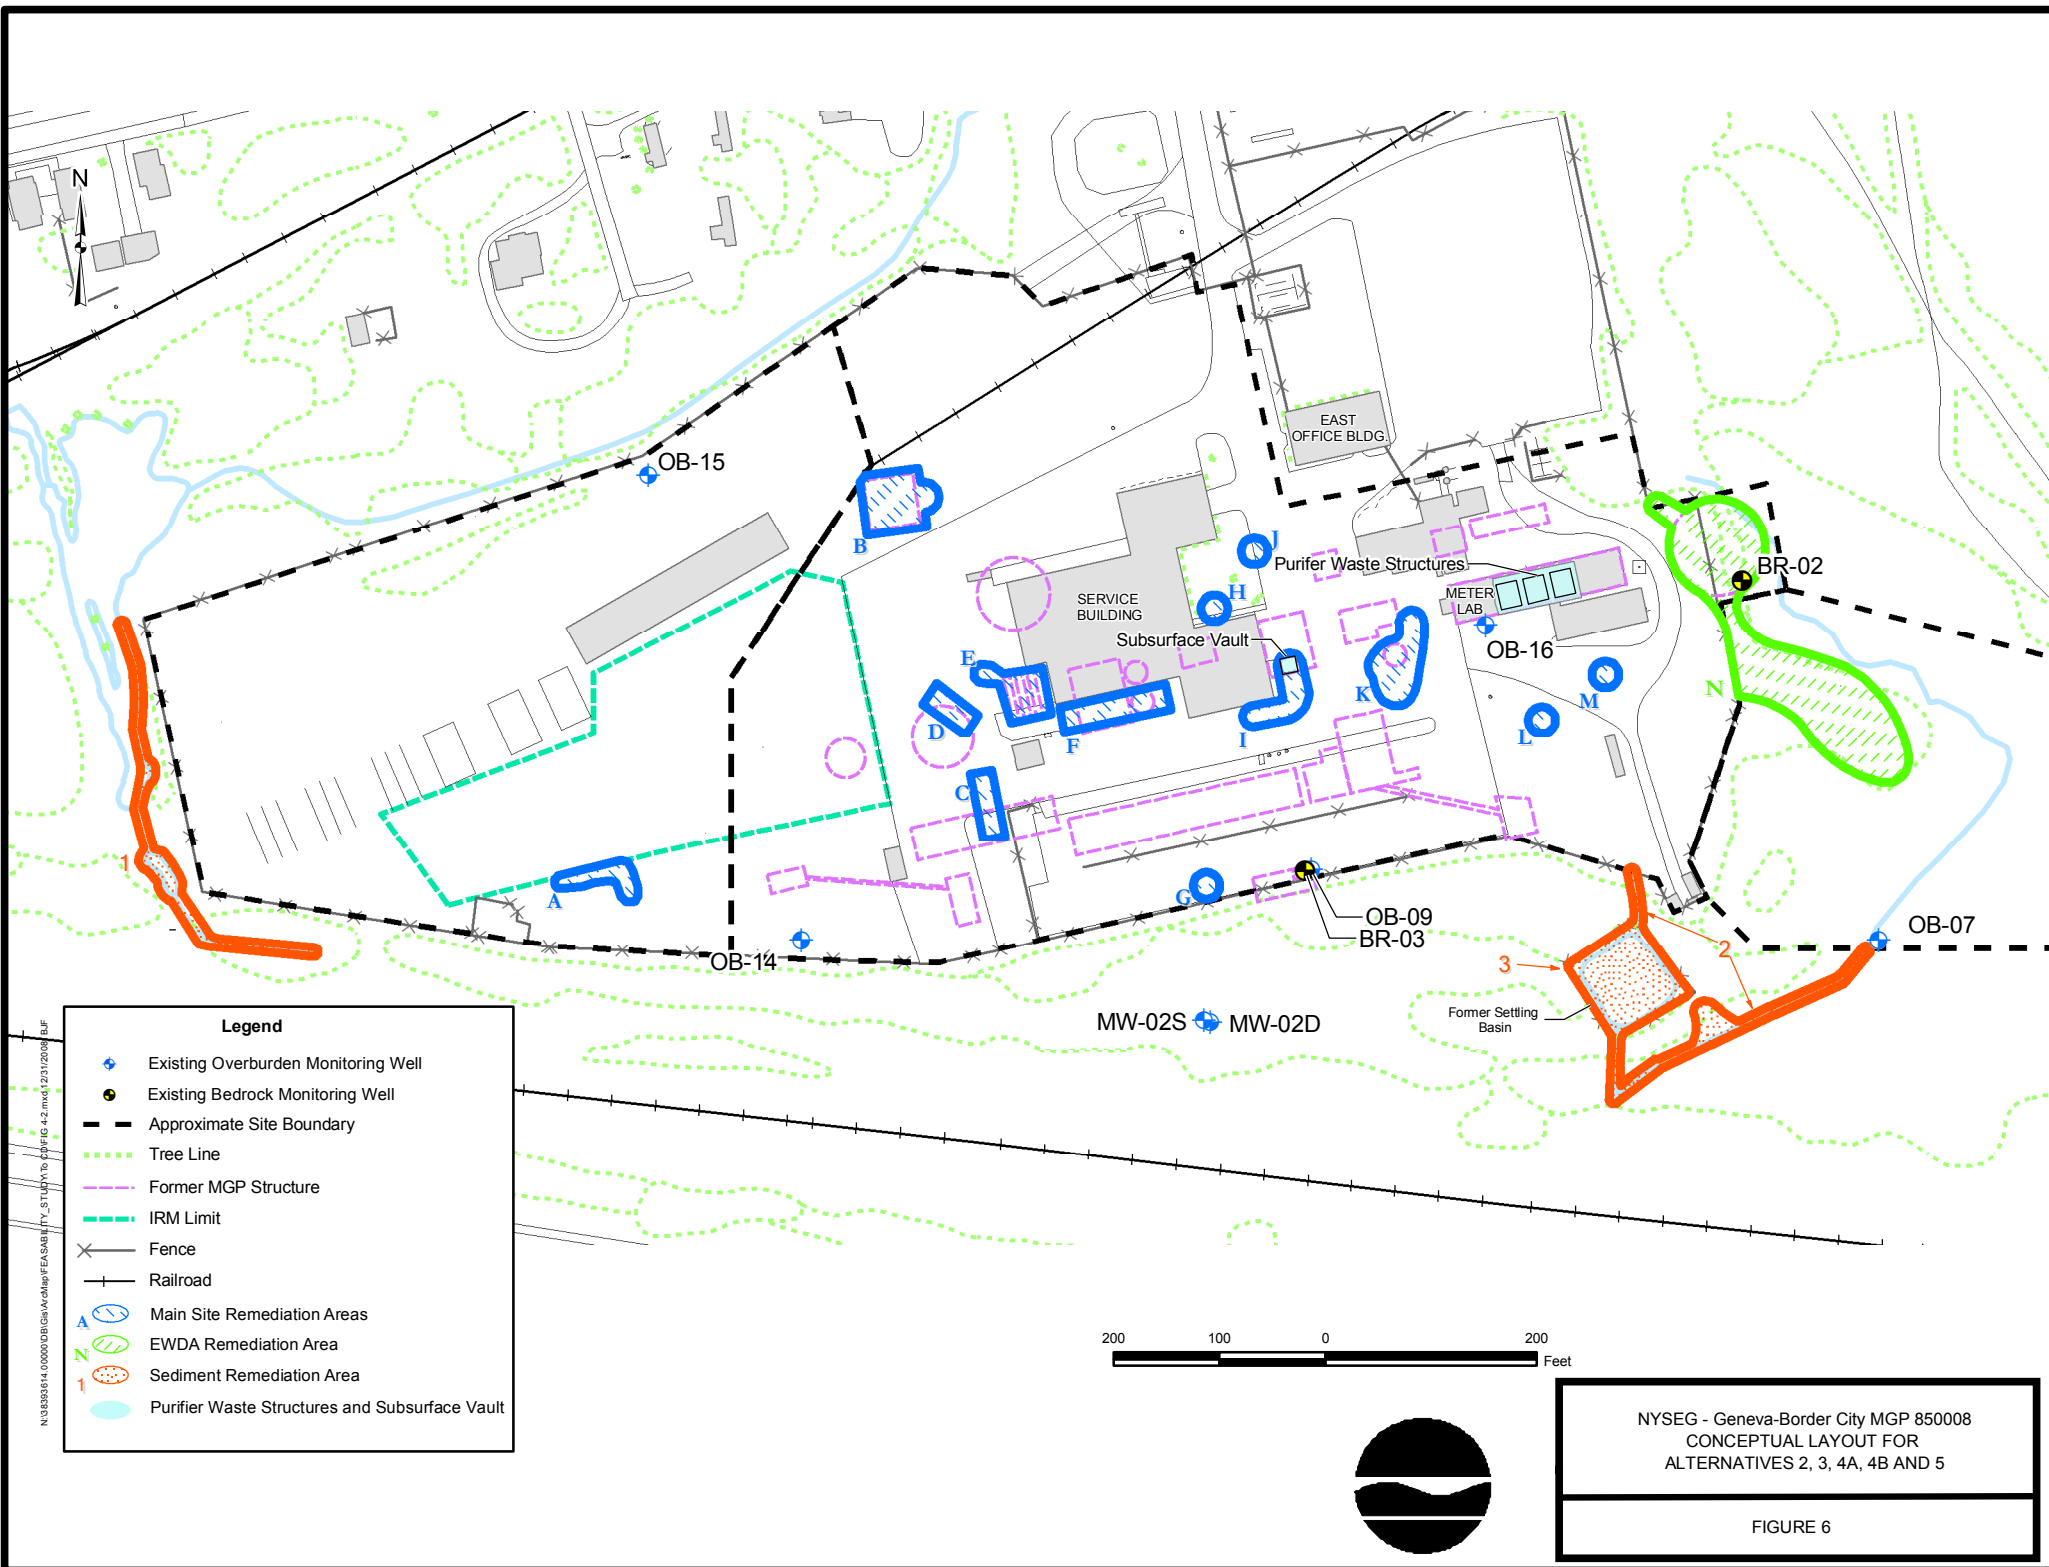 N
OB-15
EAST
OFFICE BLDG.
B
J
Purifer Waste Structures
BR-02
H
METER
LAB
SERVICE
BUILDING
Subsurface Vault
OB-16
E
K
N
M
D
F
I
L
C
1
A
G
OB-09
BR-03
OB-07
OB-14
2
3
Former Settling
Basin
MW-02S
MW-02D
Legend
Existing Overburden Monitoring Well
Existing Bedrock Monitoring Well
Approximate Site Boundary
Tree Line
Former MGP Structure
IRM Limit
Fence
Railroad
A Main Site Remediation Areas
N EWDA Remediation Area
1 Sediment Remediation Area
Purifier Waste Structures and Subsurface Vault
200 100 0 200
Feet
NYSEG - Geneva-Border City MGP 850008
CONCEPTUAL LAYOUT FOR
ALTERNATIVES 2, 3, 4A, 4B AND 5
FIGURE 6